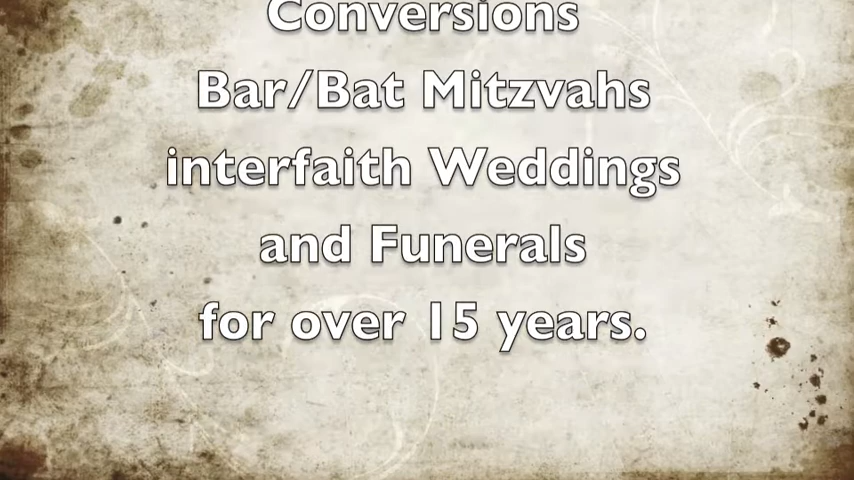 Conversions
Bar/Bat Mitzvahs
interfaith Weddings
and Funerals
for over 15 years.